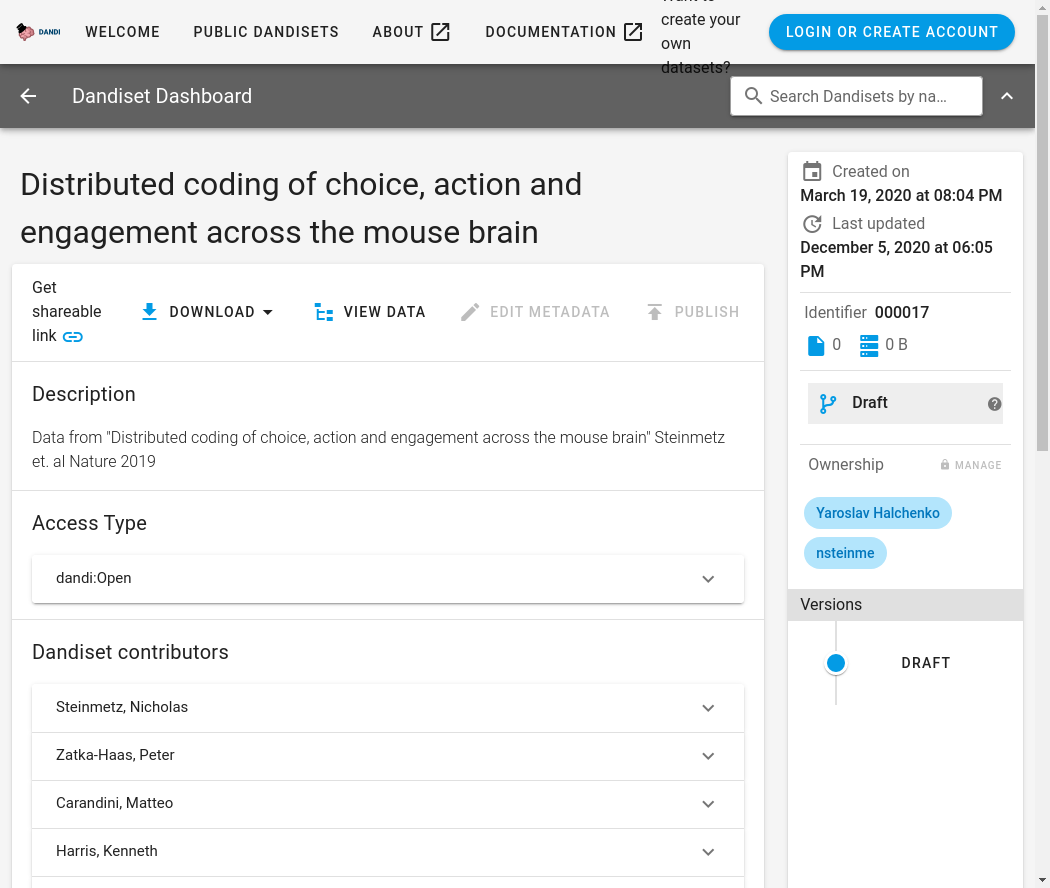 DANDI
WELCOME
PUBLIC DANDISETS
ABOUT
DOCUMENTATION
create your
own
datasets?
LOGIN OR CREATE ACCOUNT
Dandiset Dashboard
Search Dandisets by na...
Distributed coding of choice, action and
engagement across the mouse brain
Get
shareable
link
DOWNLOAD
VIEW DATA
EDIT METADATA
PUBLISH
Description
Data from "Distributed coding of choice, action and engagement across the mouse brain" Steinmetz
et. al Nature 2019
Access Type
dandi:Open
Dandiset contributors
Steinmetz, Nicholas
Zatka-Haas, Peter
Carandini, Matteo
Harris, Kenneth
Created on
March 19, 2020 at 08:04 PM
Last updated
December 5, 2020 at 06:05
PM
Identifier 000017
0
0 B
Draft
Ownership
MANAGE
Yaroslav Halchenko
nsteinme
Versions
DRAFT